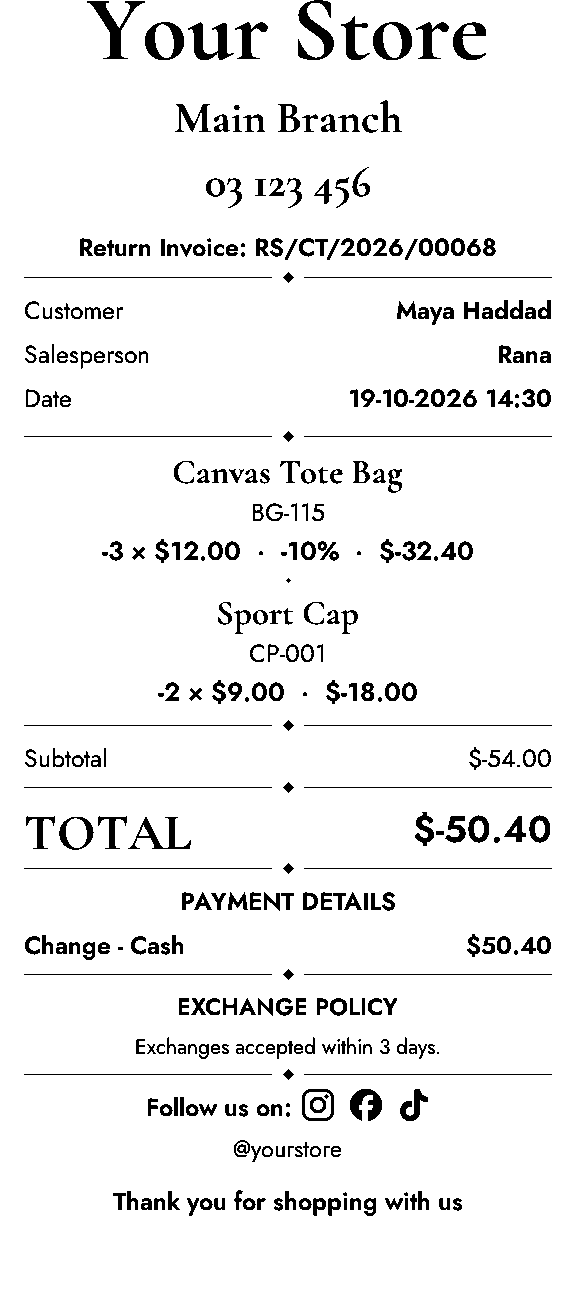 Your Store
Main Branch
03 123 456
Return Invoice: RS/CT/2026/00068
Customer Maya Haddad
Salesperson Rana
Date 19-10-2026 14:30
Canvas Tote Bag
BG-115
-3 × $12.00 · -10% · $-32.40
Sport Cap
CP-001
-2 × $9.00 · $-18.00
Subtotal $-54.00
TOTAL $-50.40
PAYMENT DETAILS
Change - Cash $50.40
EXCHANGE POLICY
Exchanges accepted within 3 days.
Follow us on:
@yourstore
Thank you for shopping with us